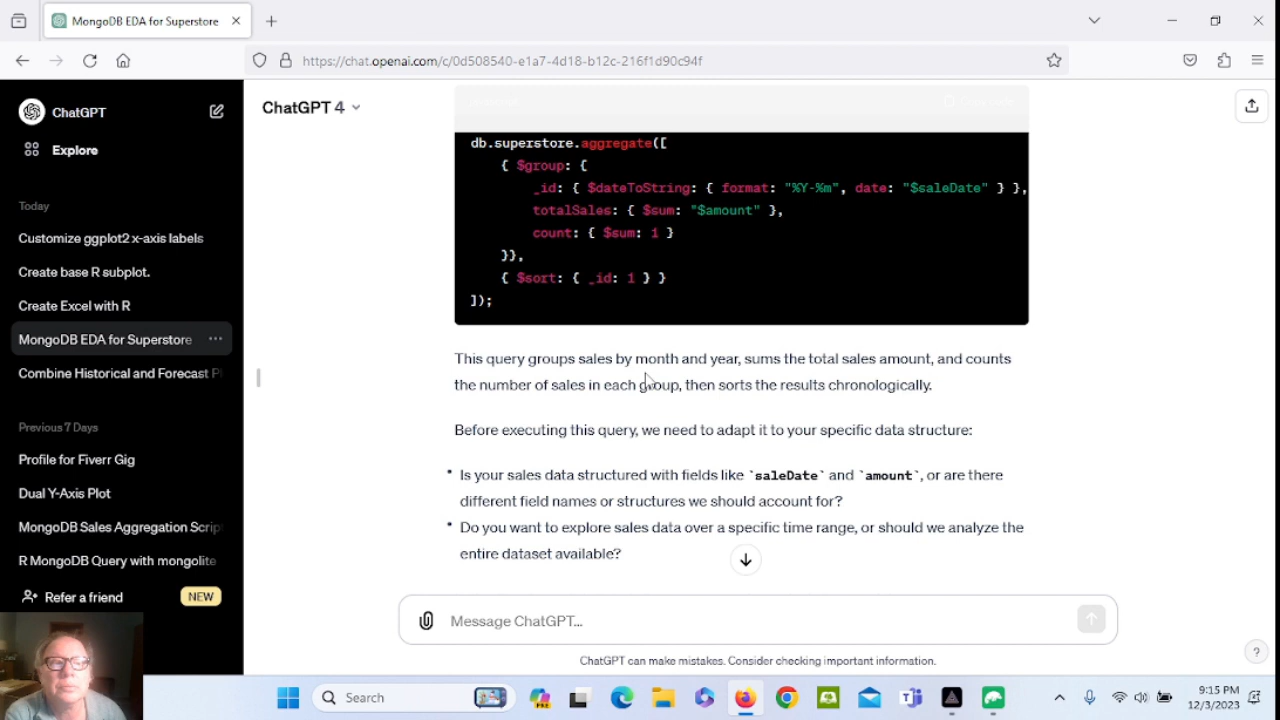 MongoDB EDA for Superstore
https://chat.openai.com/c/0d508540-e1a7-4d18-b12c-216f1d90c94f
ChatGPT
Explore
Today
Customize ggplot2 x-axis labels
Create base R subplot.
Create Excel with R
MongoDB EDA for Superstore
Combine Historical and Forecast
Previous 7 Days
Profile for Fiverr Gig
Dual Y-Axis Plot
MongoDB Sales Aggregation Scrip
R MongoDB Query with mongolite
Refer a friend
NEW
ChatGPT 4
db.superstore.aggregate([
{ $group: {
_id: { $dateToString: { format: "%Y-%m", date: "$saleDate" } },
totalSales: { $sum: "$amount" },
count: { $sum: 1 }
}},
{ $sort: { _id: 1 } }
]);
This query groups sales by month and year, sums the total sales amount, and counts
the number of sales in each group, then sorts the results chronologically.
Before executing this query, we need to adapt it to your specific data structure:
• Is your sales data structured with fields like `saleDate` and `amount`, or are there
different field names or structures we should account for?
• Do you want to explore sales data over a specific time range, or should we analyze the
entire dataset available?
Message ChatGPT...
ChatGPT can make mistakes. Consider checking important information.
?
Search
9:15 PM
12/3/2023